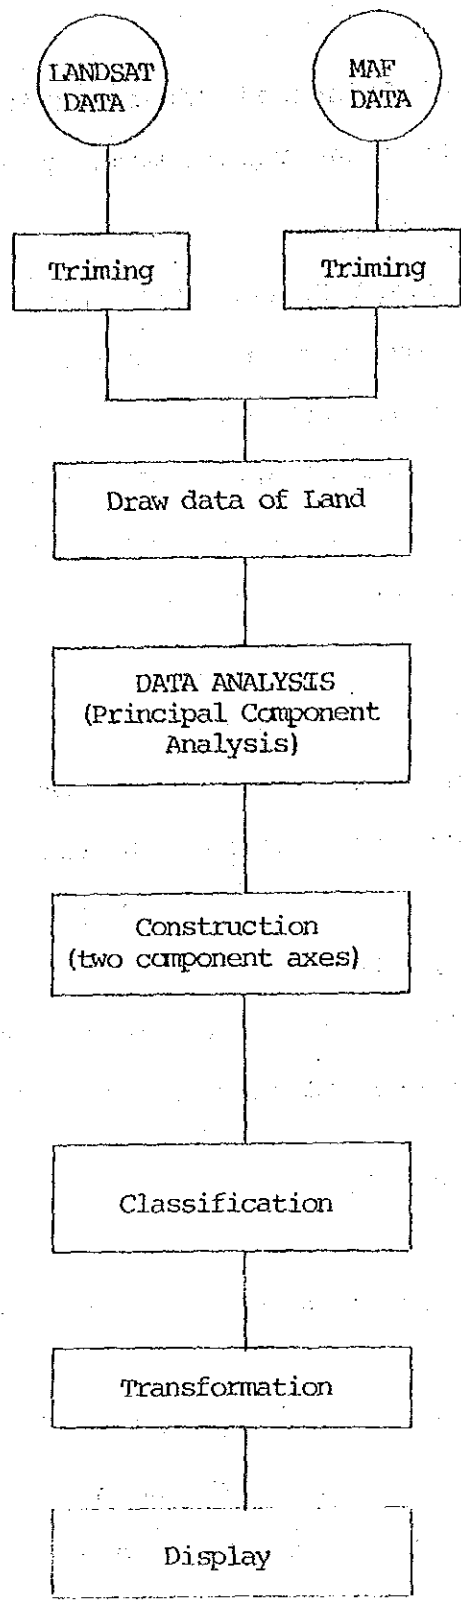 LANDSAT
DATA
MAF
DATA
Triming
Triming
Draw data of Land
DATA ANALYSIS
(Principal Component
Analysis)
Construction
(two component axes)
Classification
Transformation
Display